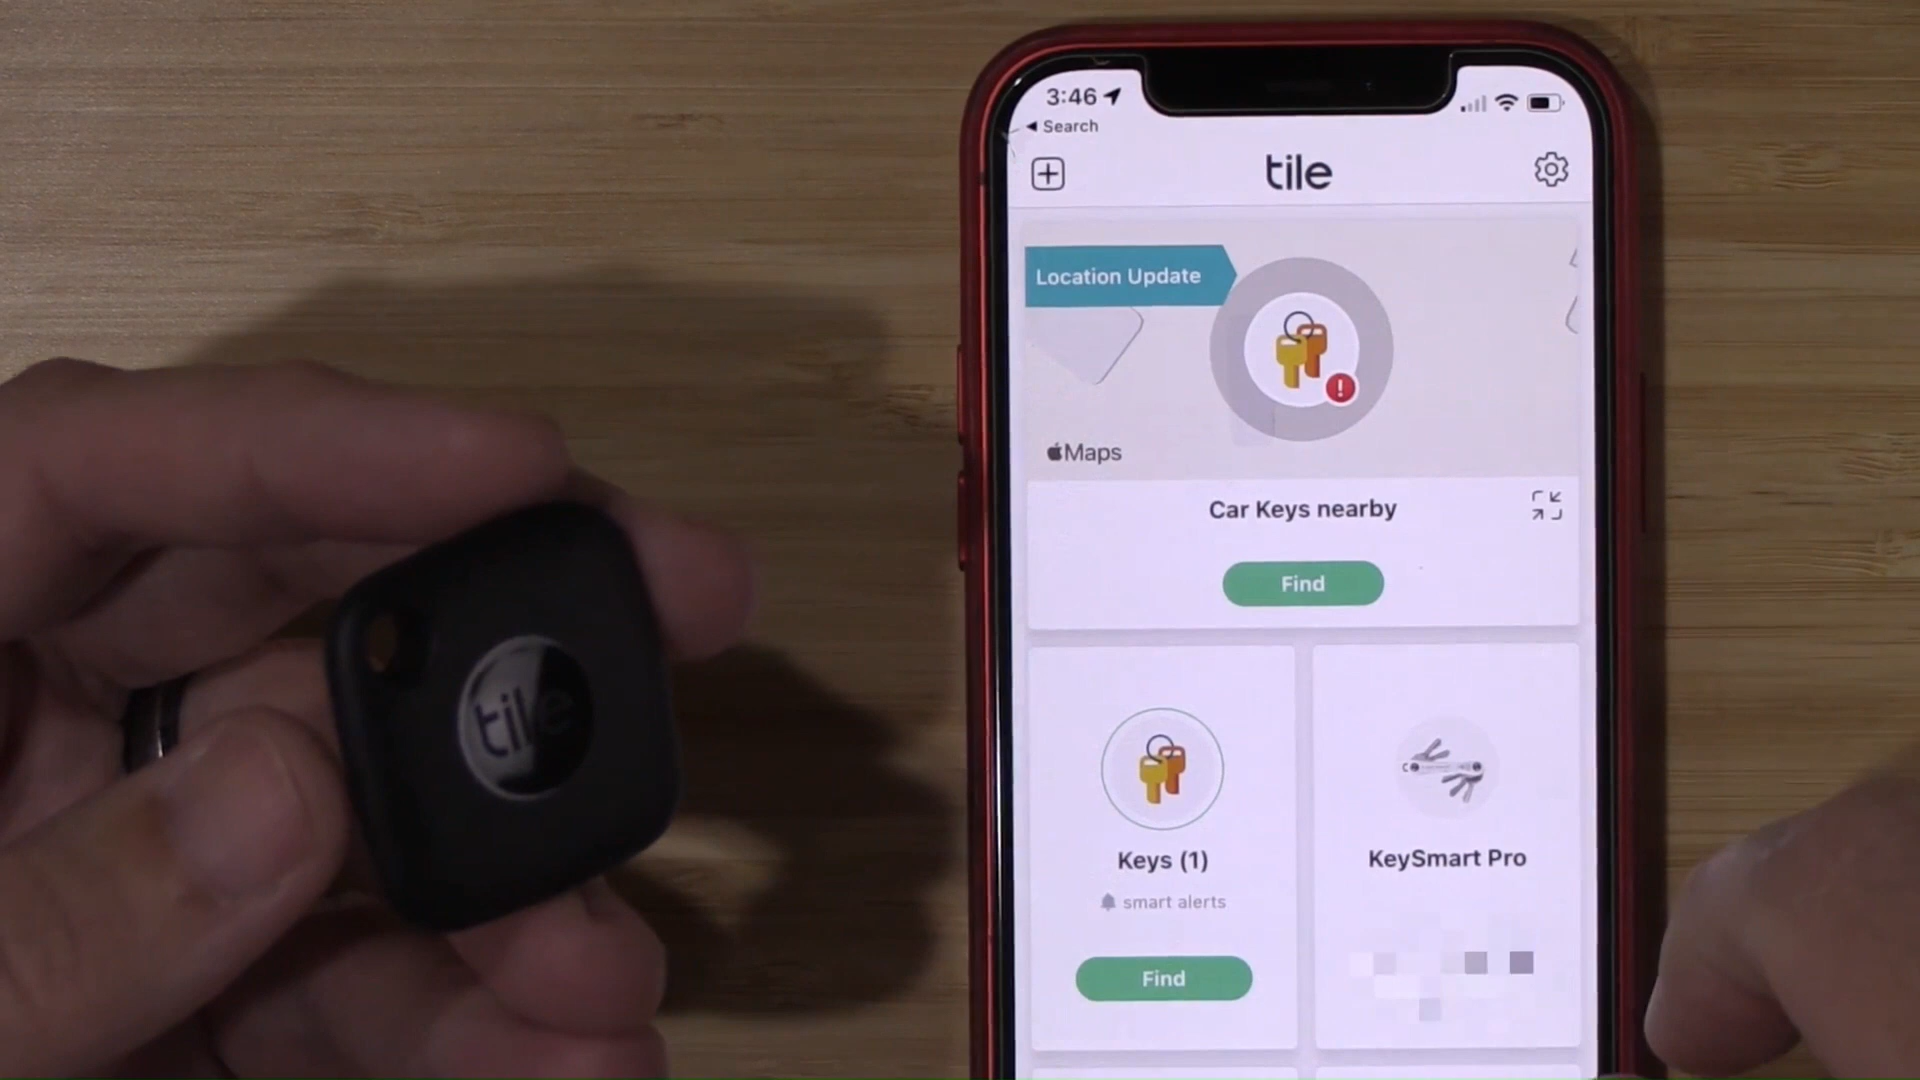 3:46
Search
tile
Location Update
Maps
Car Keys nearby
Find
tile
Keys (1)
KeySmart Pro
smart alerts
Find